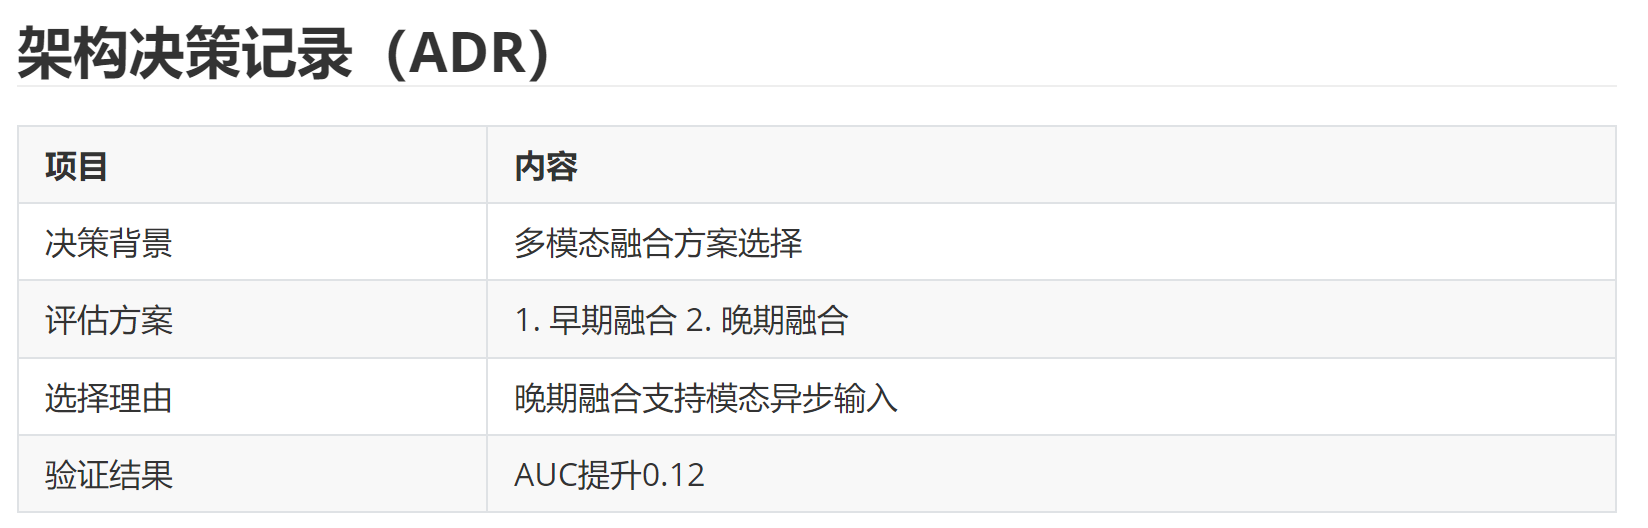 架构决策记录（ADR）
项目 内容
决策背景 多模态融合方案选择
评估方案 1. 早期融合 2. 晚期融合
选择理由 晚期融合支持模态异步输入
验证结果 AUC提升0.12